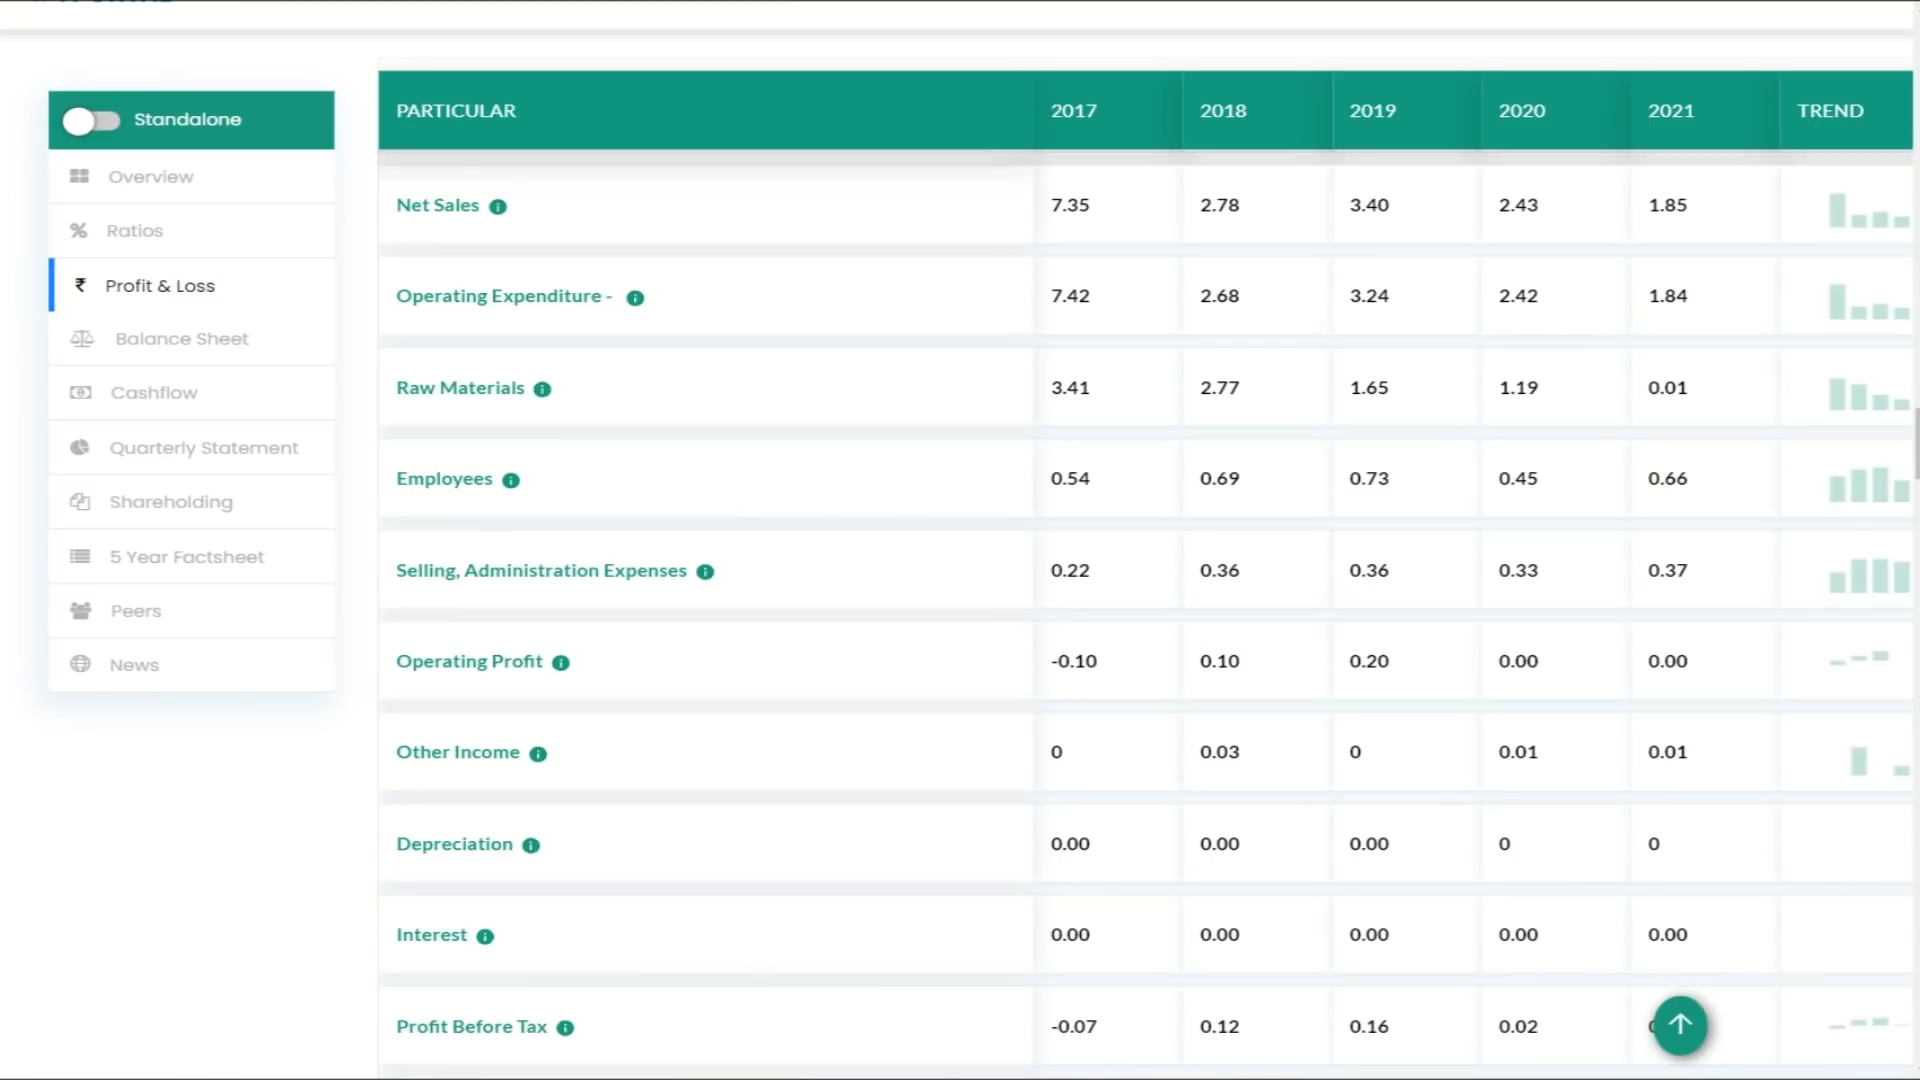 Standalone
Overview
Ratios
₹ Profit & Loss
Balance Sheet
Cashflow
Quarterly Statement
Shareholding
5 Year Factsheet
Peers
News
PARTICULAR 2017 2018 2019 2020 2021 TREND
Net Sales 7.35 2.78 3.40 2.43 1.85
Operating Expenditure - 7.42 2.68 3.24 2.42 1.84
Raw Materials 3.41 2.77 1.65 1.19 0.01
Employees 0.54 0.69 0.73 0.45 0.66
Selling, Administration Expenses 0.22 0.36 0.36 0.33 0.37
Operating Profit -0.10 0.10 0.20 0.00 0.00
Other Income 0 0.03 0 0.01 0.01
Depreciation 0.00 0.00 0.00 0 0
Interest 0.00 0.00 0.00 0.00 0.00
Profit Before Tax -0.07 0.12 0.16 0.02